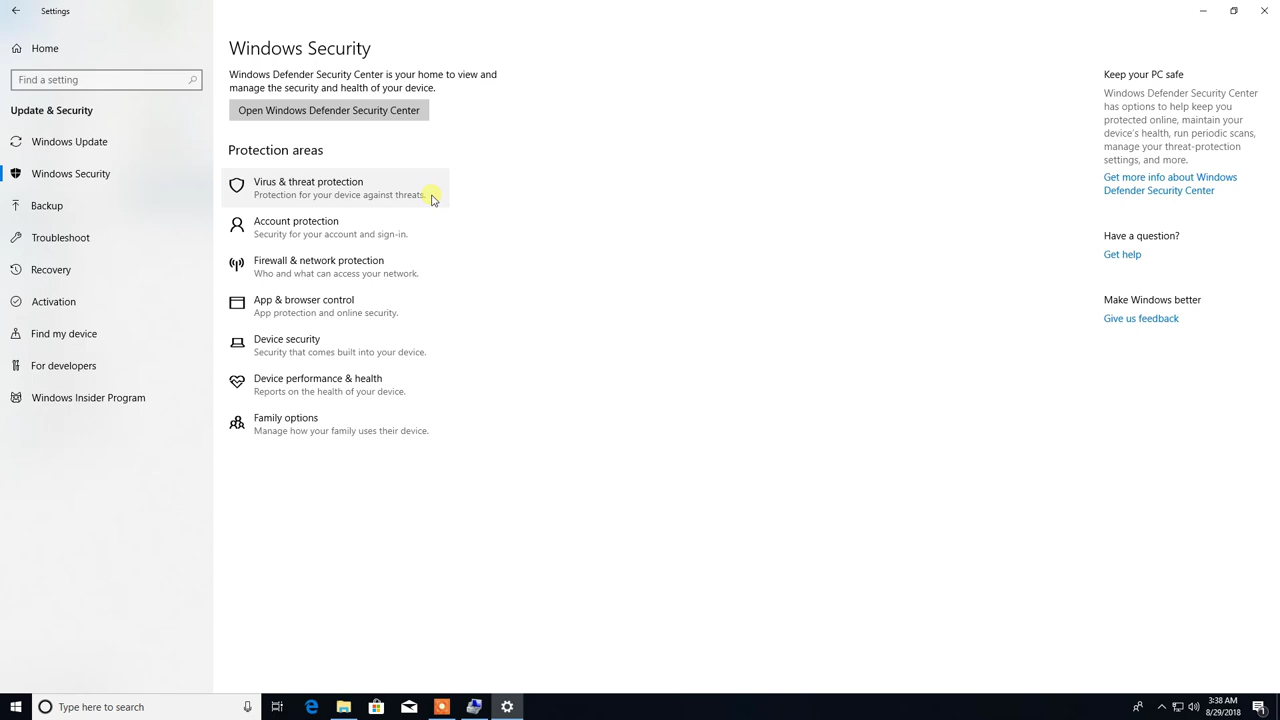 Settings
Home
Find a setting
Update & Security
Windows Update
Windows Security
Backup
Troubleshoot
Recovery
Activation
Find my device
For developers
Windows Insider Program
Windows Security
Windows Defender Security Center is your home to view and
manage the security and health of your device.
Open Windows Defender Security Center
Protection areas
Virus & threat protection
Protection for your device against threats.
Account protection
Security for your account and sign-in.
Firewall & network protection
Who and what can access your network.
App & browser control
App protection and online security.
Device security
Security that comes built into your device.
Device performance & health
Reports on the health of your device.
Family options
Manage how your family uses their device.
Keep your PC safe
Windows Defender Security Center
has options to help keep you
protected online, maintain your
device's health, run periodic scans,
manage your threat-protection
settings, and more.
Get more info about Windows
Defender Security Center
Have a question?
Get help
Make Windows better
Give us feedback
Type here to search
3:38 AM
8/29/2018
1